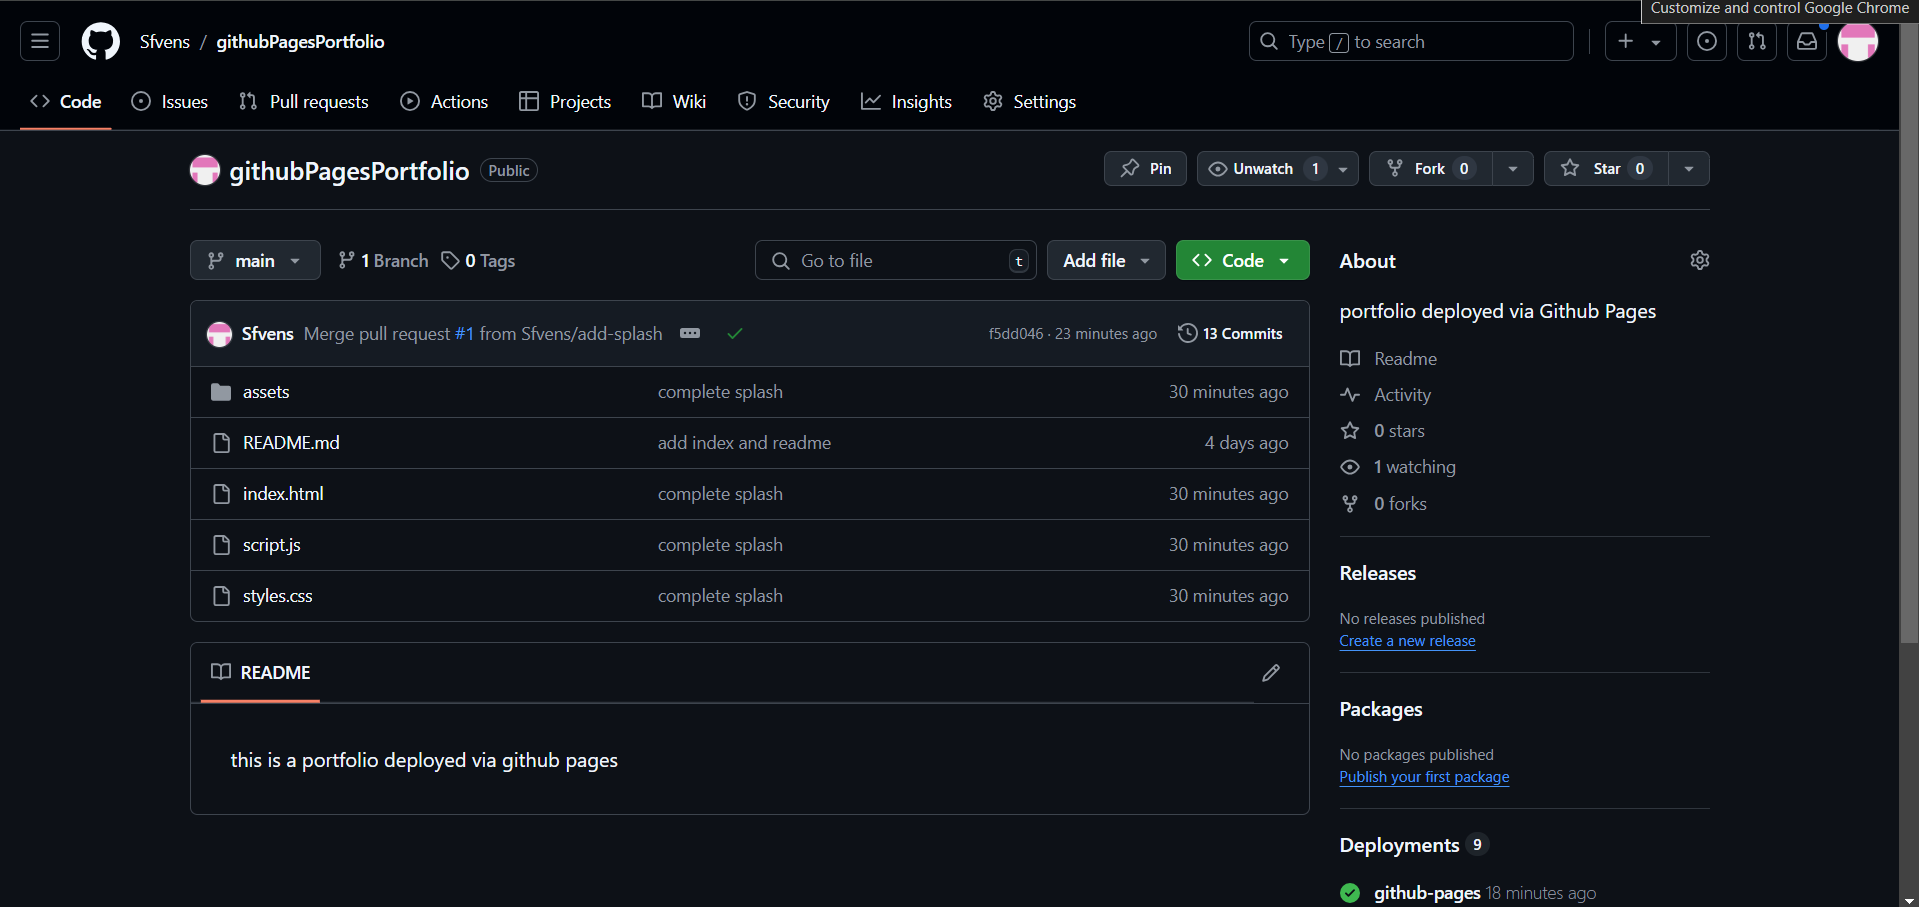 Customize and control Google Chrome
Sfvens / githubPagesPortfolio
Type / to search
Code Issues Pull requests Actions Projects Wiki Security Insights Settings
githubPagesPortfolio Public
Pin Unwatch 1 Fork 0 Star 0
main 1 Branch 0 Tags Go to file t Add file Code
Sfvens Merge pull request #1 from Sfvens/add-splash f5dd046 · 23 minutes ago 13 Commits
assets complete splash 30 minutes ago
README.md add index and readme 4 days ago
index.html complete splash 30 minutes ago
script.js complete splash 30 minutes ago
styles.css complete splash 30 minutes ago
README
this is a portfolio deployed via github pages
About
portfolio deployed via Github Pages
Readme
Activity
0 stars
1 watching
0 forks
Releases
No releases published
Create a new release
Packages
No packages published
Publish your first package
Deployments 9
github-pages 18 minutes ago